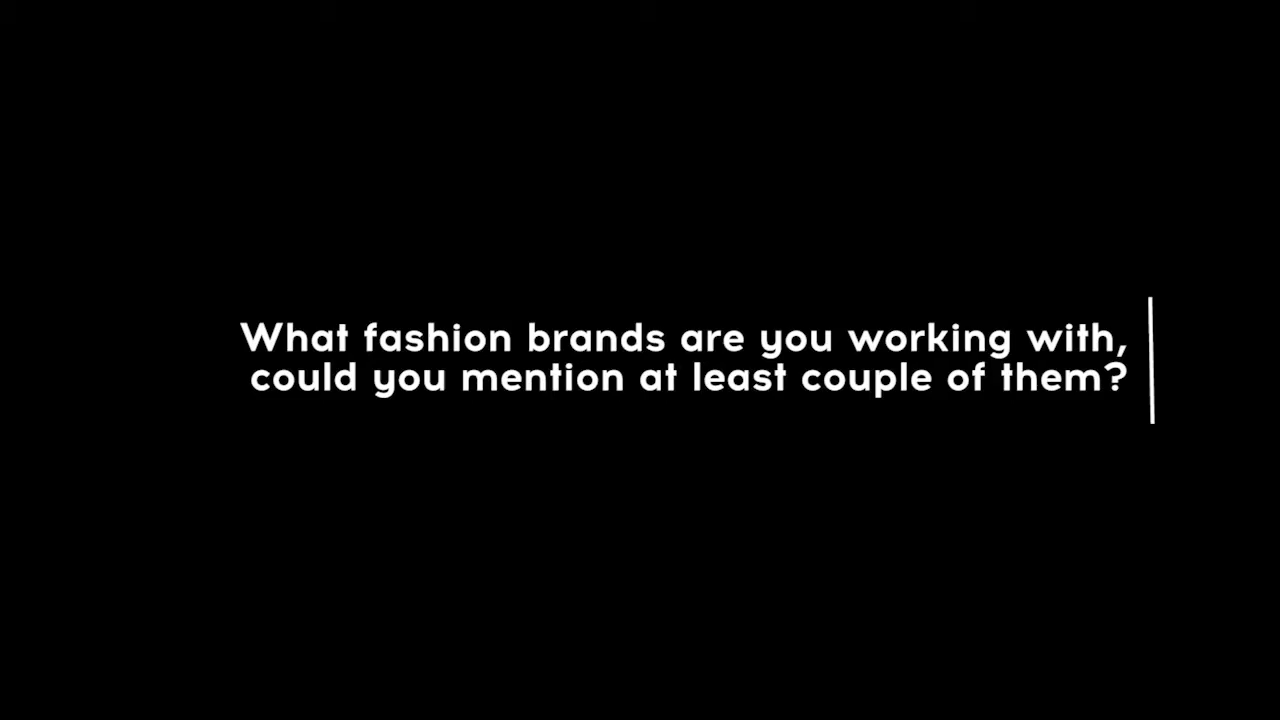 What fashion brands are you working with,
could you mention at least couple of them?